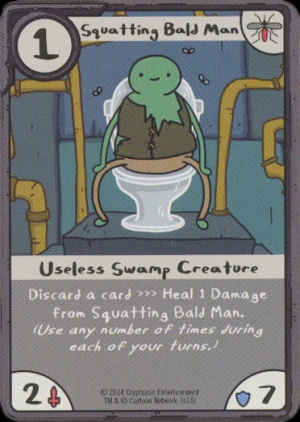 1
Squatting Bald Man
Useless Swamp Creature
Discard a card >>> Heal 1 Damage
from Squatting Bald Man.
(Use any number of times during
each of your turns.)
2
© 2014 Cryptozoic Entertainment
TM & © Cartoon Network. (s14)
7